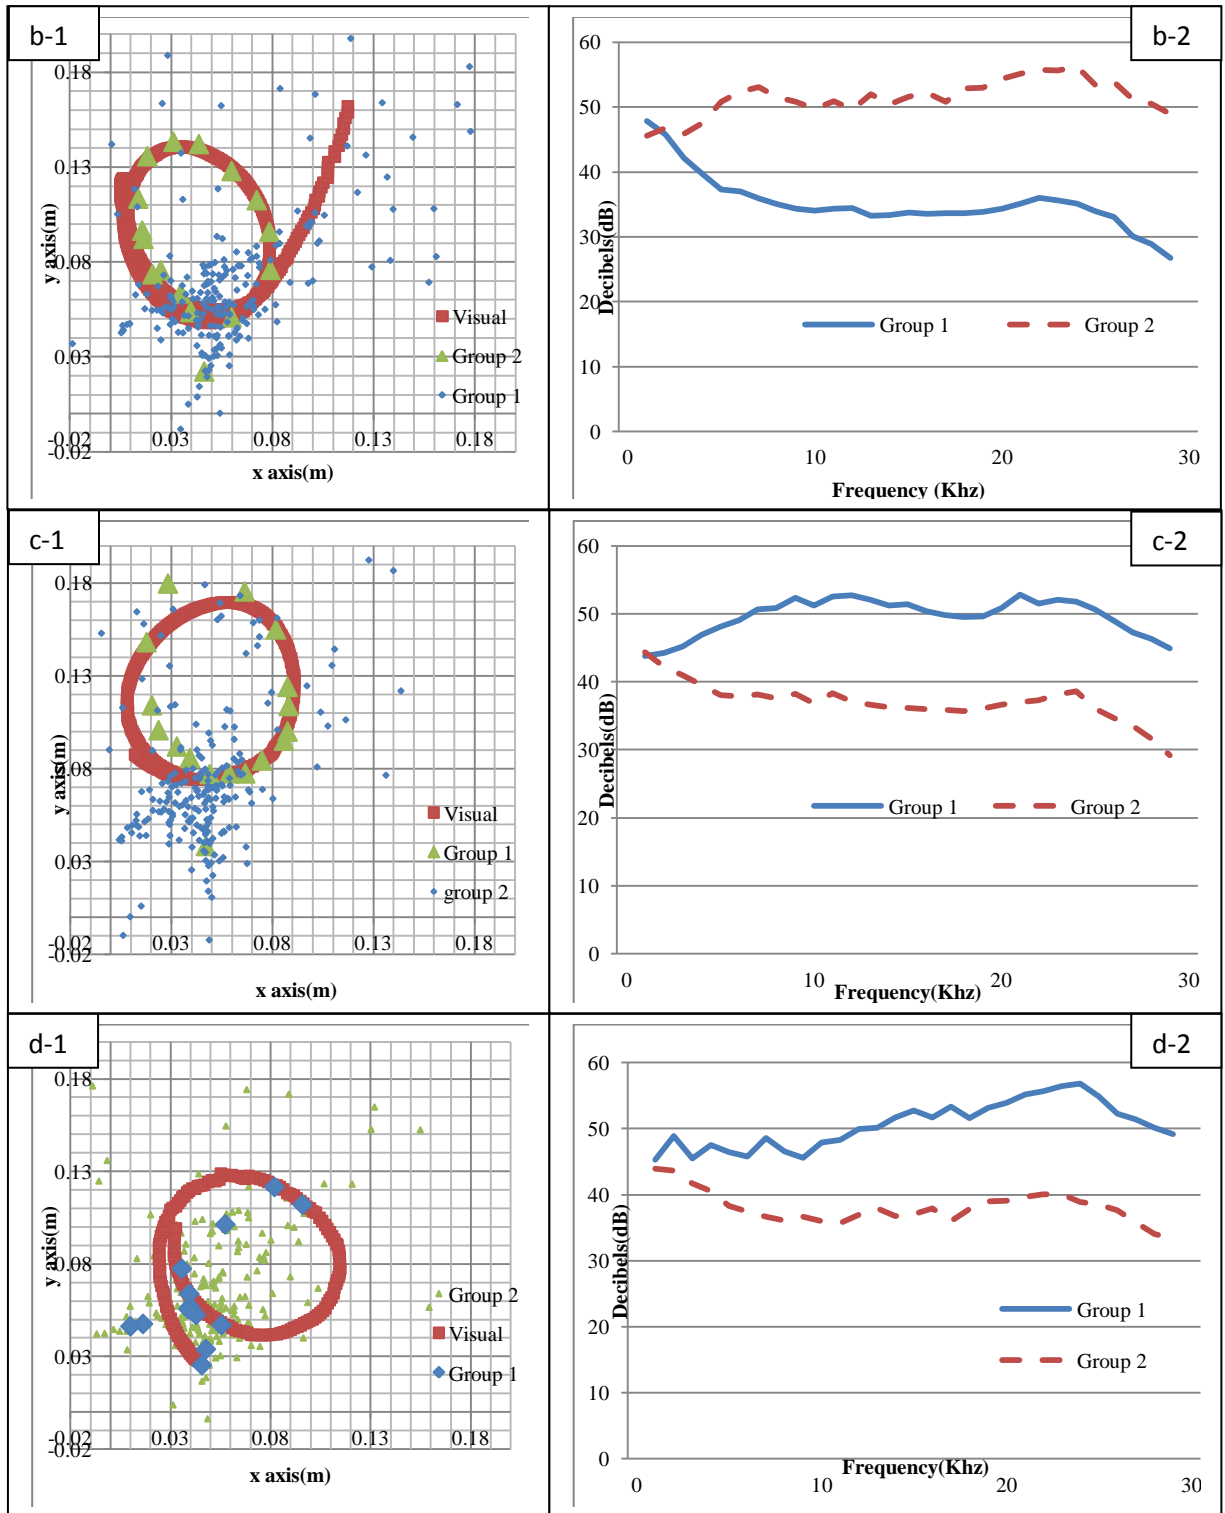 b-1
0.18
0.13
0.08
0.03
-0.02
-0.02 0.03 0.08 0.13 0.18
y axis(m)
x axis(m)
Visual
Group 2
Group 1
b-2
60
50
40
30
20
10
0
0 10 20 30
Decibels(dB)
Group 1 Group 2
Frequency (Khz)
c-1
0.18
0.13
0.08
0.03
-0.02
-0.02 0.03 0.08 0.13 0.18
y axis(m)
x axis(m)
Visual
Group 1
group 2
c-2
60
50
40
30
20
10
0
0 10 20 30
Decibels(dB)
Group 1 Group 2
Frequency(Khz)
d-1
0.18
0.13
0.08
0.03
-0.02
-0.02 0.03 0.08 0.13 0.18
y axis(m)
x axis(m)
Group 2
Visual
Group 1
d-2
60
50
40
30
20
10
0
0 10 20 30
Decibels(dB)
Group 1
Group 2
Frequency(Khz)